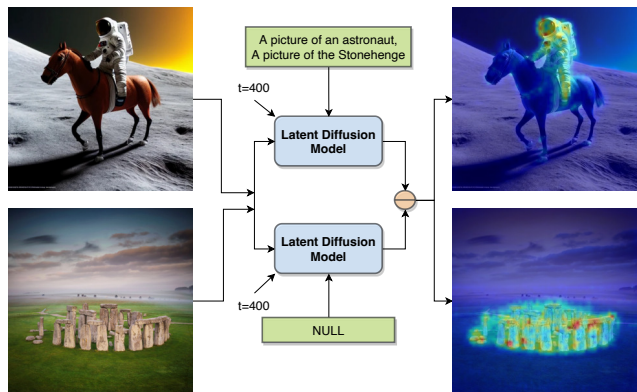 A picture of an astronaut,
A picture of the Stonehenge
t=400
Latent Diffusion
Model
Latent Diffusion
Model
t=400
NULL